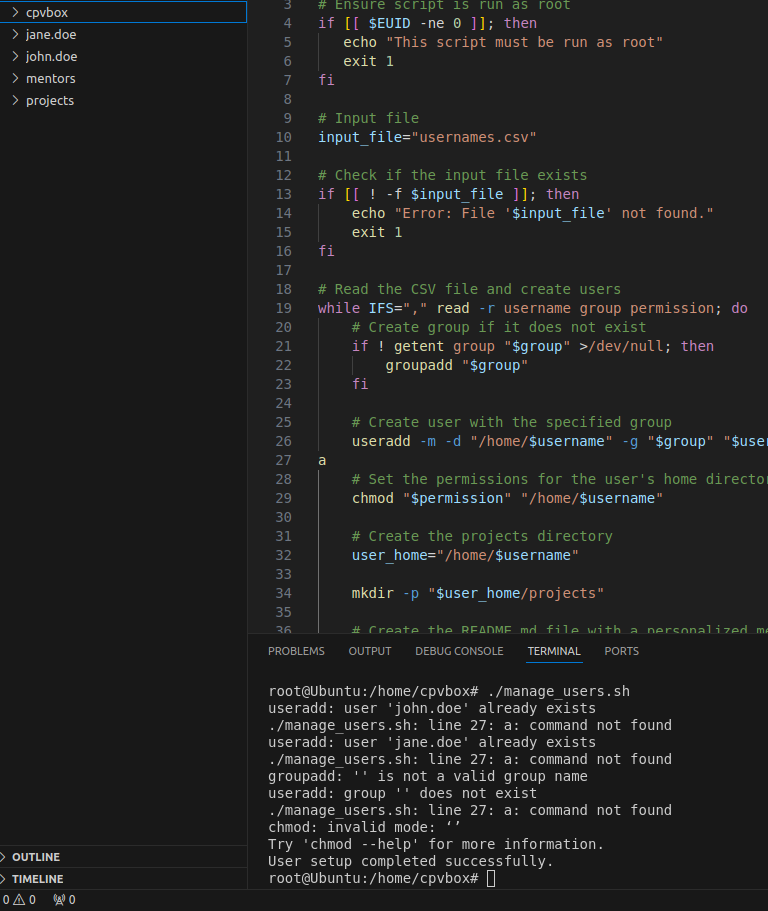 cpvbox
jane.doe
john.doe
mentors
projects
OUTLINE
TIMELINE
0 0 0
3 # Ensure script is run as root
4 if [[ $EUID -ne 0 ]]; then
5 echo "This script must be run as root"
6 exit 1
7 fi
8
9 # Input file
10 input_file="usernames.csv"
11
12 # Check if the input file exists
13 if [[ ! -f $input_file ]]; then
14 echo "Error: File '$input_file' not found."
15 exit 1
16 fi
17
18 # Read the CSV file and create users
19 while IFS="," read -r username group permission; do
20 # Create group if it does not exist
21 if ! getent group "$group" >/dev/null; then
22 groupadd "$group"
23 fi
24
25 # Create user with the specified group
26 useradd -m -d "/home/$username" -g "$group" "$user
27 a
28 # Set the permissions for the user's home director
29 chmod "$permission" "/home/$username"
30
31 # Create the projects directory
32 user_home="/home/$username"
33
34 mkdir -p "$user_home/projects"
35
36 # Create the README.md file with a personalized me
PROBLEMS OUTPUT DEBUG CONSOLE TERMINAL PORTS
root@Ubuntu:/home/cpvbox# ./manage_users.sh
useradd: user 'john.doe' already exists
./manage_users.sh: line 27: a: command not found
useradd: user 'jane.doe' already exists
./manage_users.sh: line 27: a: command not found
groupadd: '' is not a valid group name
useradd: group '' does not exist
./manage_users.sh: line 27: a: command not found
chmod: invalid mode: ‘’
Try 'chmod --help' for more information.
User setup completed successfully.
root@Ubuntu:/home/cpvbox#